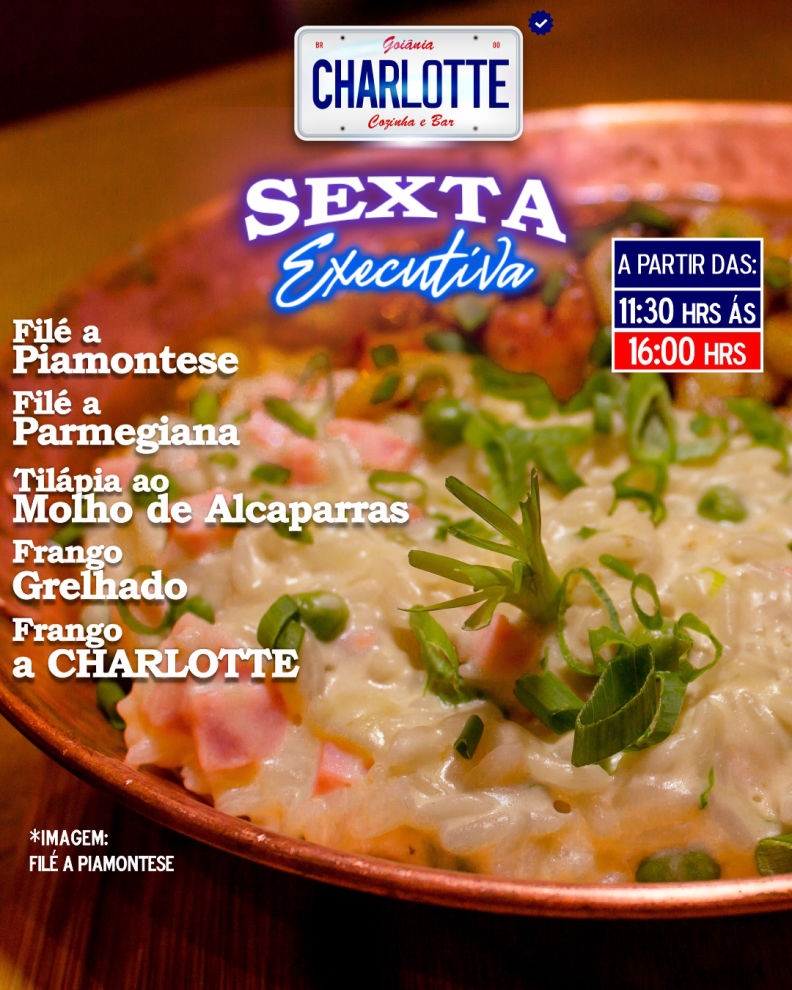 BR Goiânia 80
CHARLOTTE
Cozinha e Bar
SEXTA
Executiva
A PARTIR DAS:
11:30 HRS ÁS
16:00 HRS
Filé a
Piamontese
Filé a
Parmegiana
Tilápia ao
Molho de Alcaparras
Frango
Grelhado
Frango
a CHARLOTTE
*IMAGEM:
FILÉ A PIAMONTESE